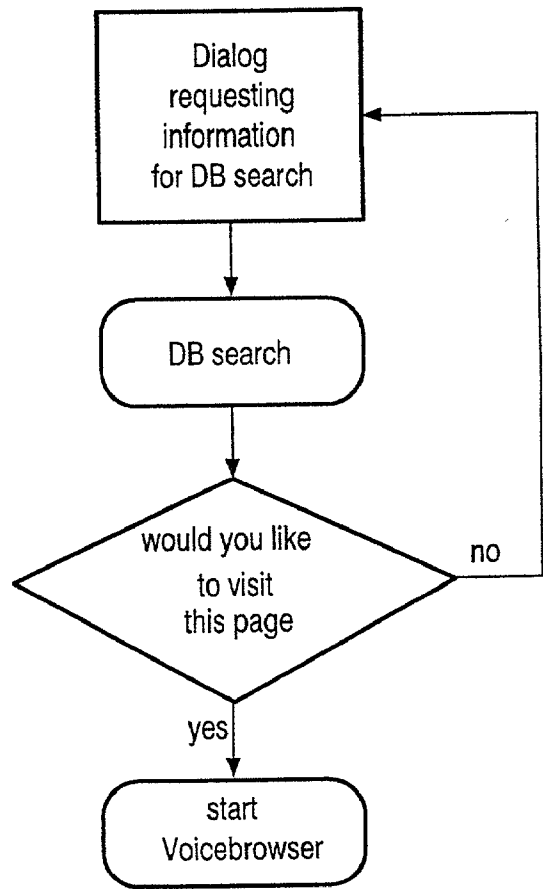 Dialog
requesting
information
for DB search
DB search
would you like
to visit
this page
no
yes
start
Voicebrowser